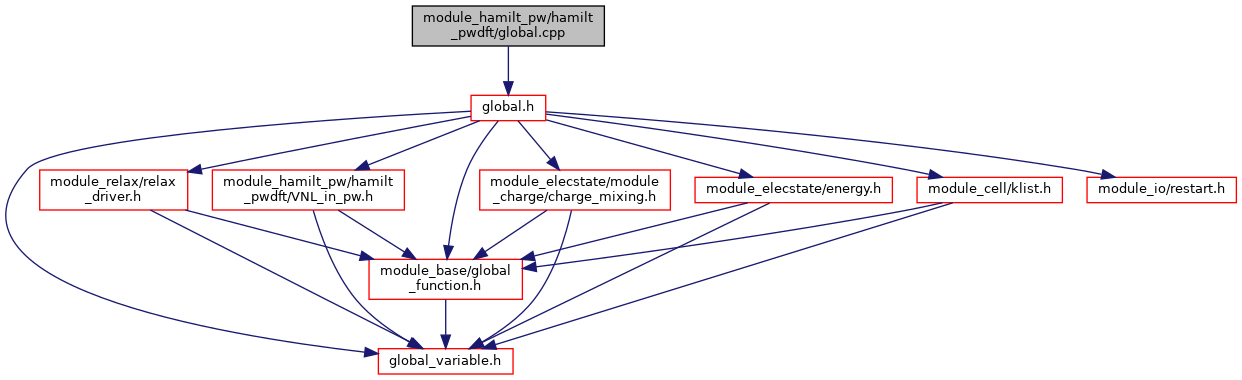 module_hamilt_pw/hamilt
_pwdft/global.cpp
global.h
module_relax/relax
_driver.h
module_hamilt_pw/hamilt
_pwdft/VNL_in_pw.h
module_elecstate/module
_charge/charge_mixing.h
module_elecstate/energy.h
module_cell/klist.h
module_io/restart.h
module_base/global
_function.h
global_variable.h